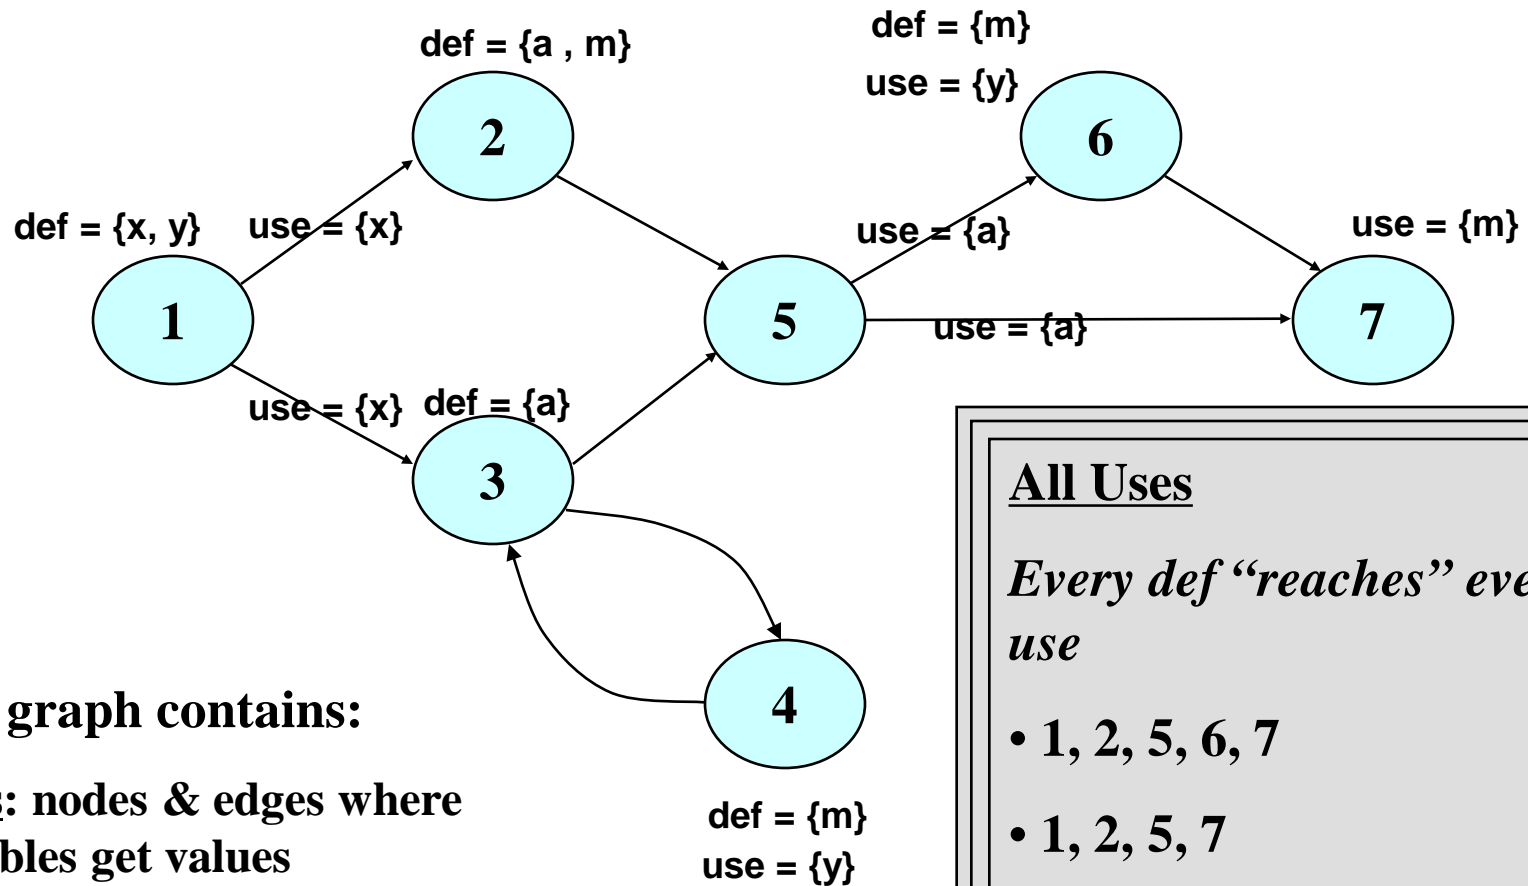 def = {m}
def = {a , m}
use = {y}
2
6
def = {x, y}
use = {x}
use = {a}
use = {m}
1
5
7
use = {a}
use = {x}
def = {a}
3
All Uses
Every def “reaches”
use
4
graph contains:
• 1, 2, 5, 6, 7
: nodes & edges where
def = {m}
• 1, 2, 5, 7
get values
use = {y}